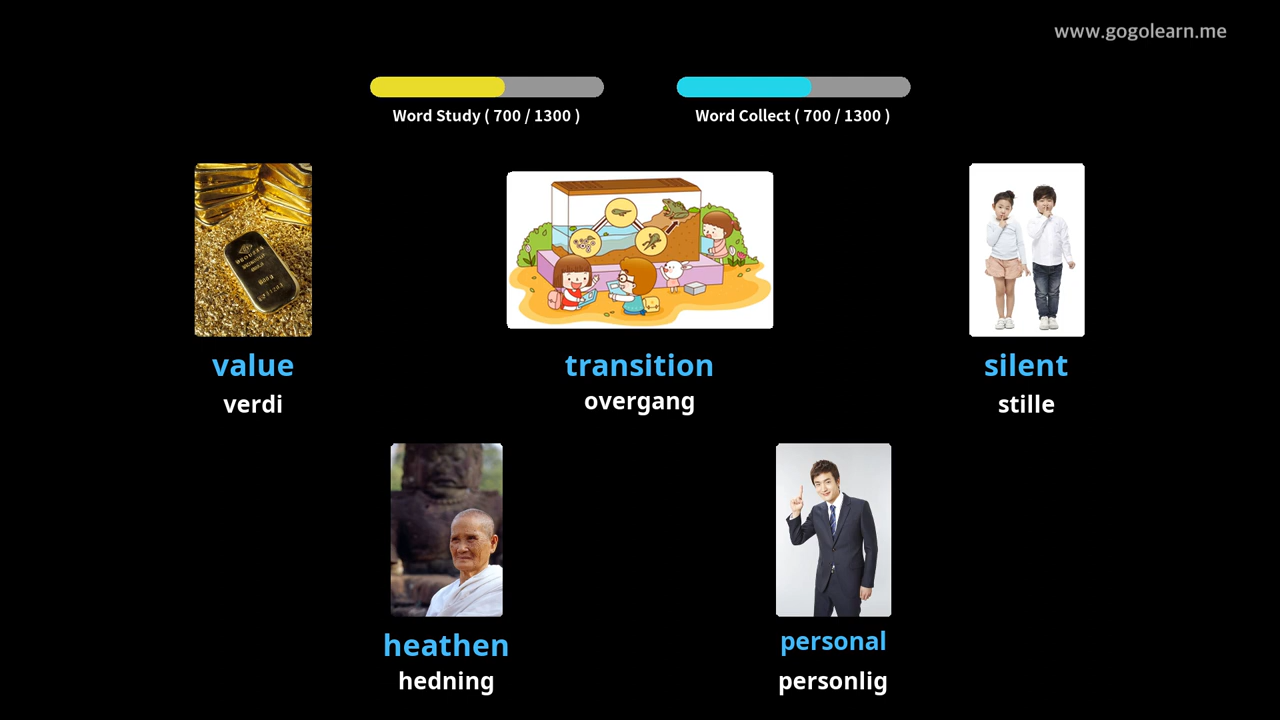 www.gogolearn.me
Word Study ( 700 / 1300 )
Word Collect ( 700 / 1300 )
value
verdi
transition
overgang
silent
stille
heathen
hedning
personal
personlig